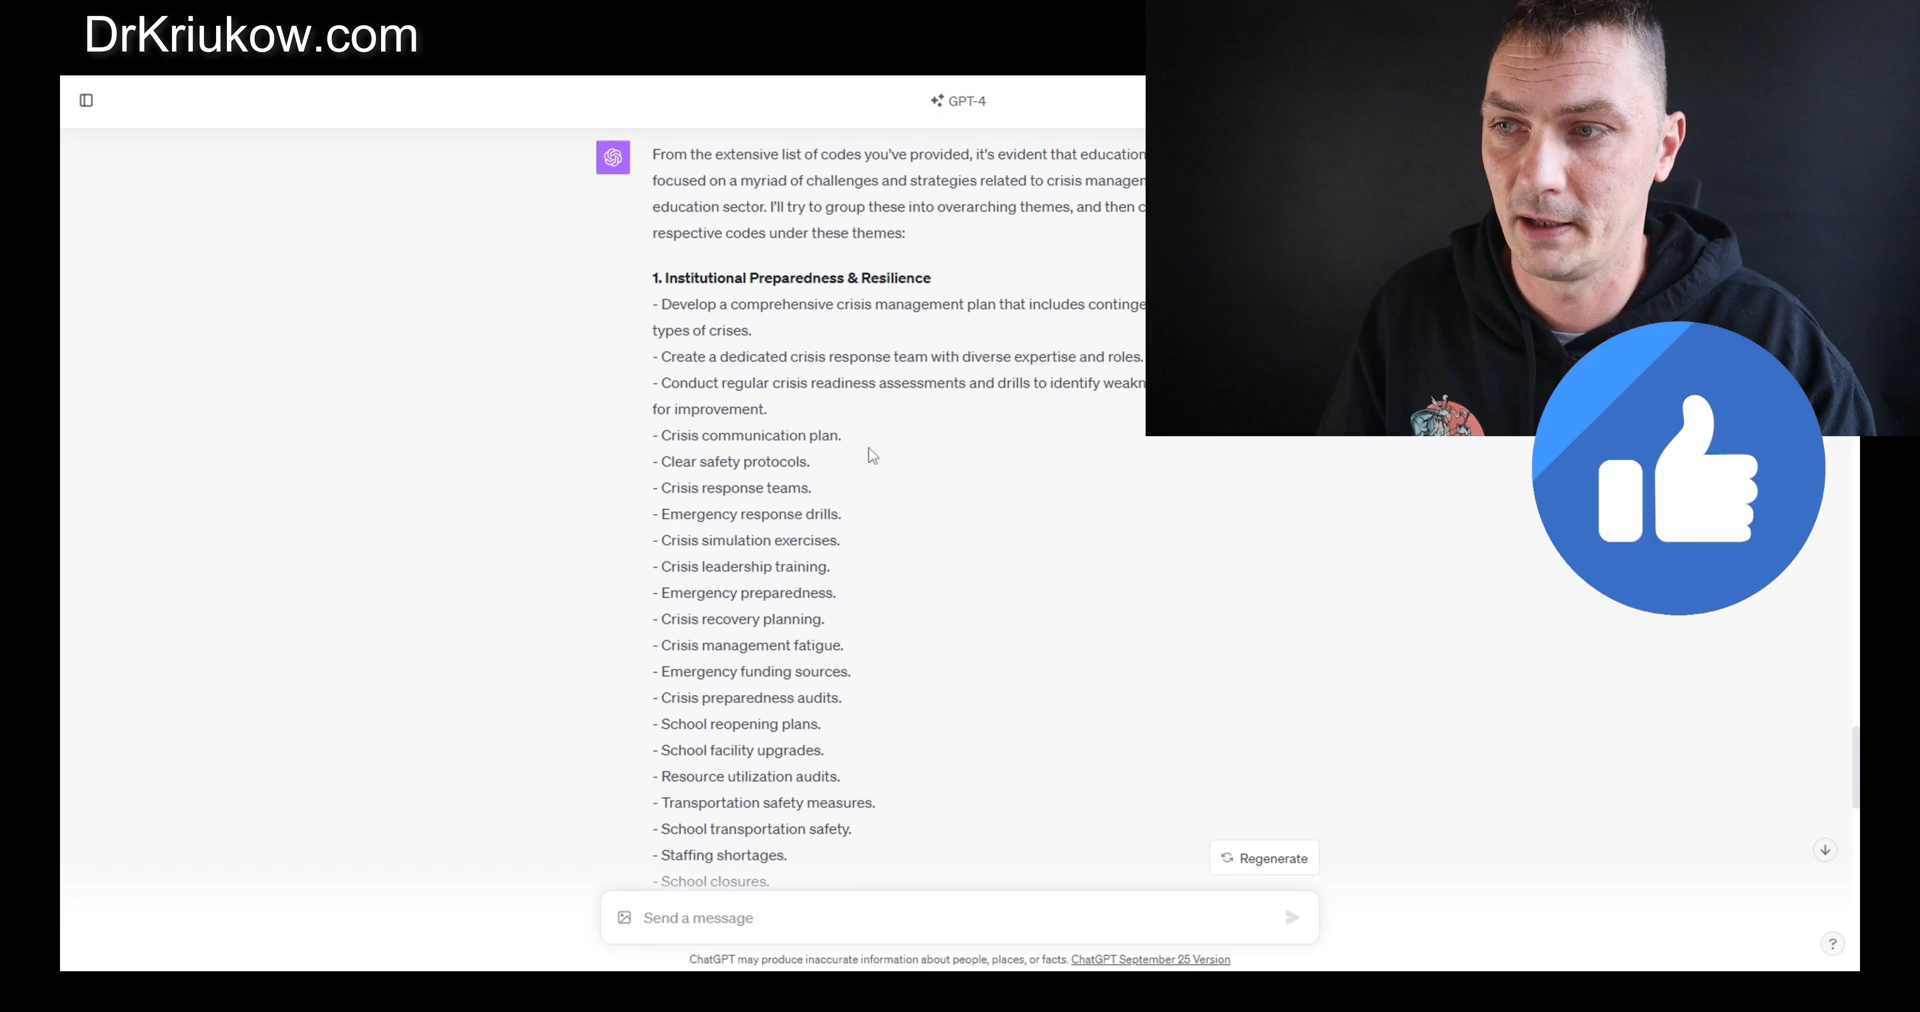 DrKriukow.com
GPT-4
From the extensive list of codes you've provided, it's evident that education
focused on a myriad of challenges and strategies related to crisis
education sector. I'll try to group these into overarching themes, and then
respective codes under these themes:
1. Institutional Preparedness & Resilience
- Develop a comprehensive crisis management plan that includes
types of crises.
- Create a dedicated crisis response team with diverse expertise and roles.
- Conduct regular crisis readiness assessments and drills to identify
for improvement.
- Crisis communication plan.
- Clear safety protocols.
- Crisis response teams.
- Emergency response drills.
- Crisis simulation exercises.
- Crisis leadership training.
- Emergency preparedness.
- Crisis recovery planning.
- Crisis management fatigue.
- Emergency funding sources.
- Crisis preparedness audits.
- School reopening plans.
- School facility upgrades.
- Resource utilization audits.
- Transportation safety measures.
- School transportation safety.
- Staffing shortages.
- School closures.
Regenerate
Send a message
ChatGPT may produce inaccurate information about people, places, or facts. ChatGPT September 25 Version
?